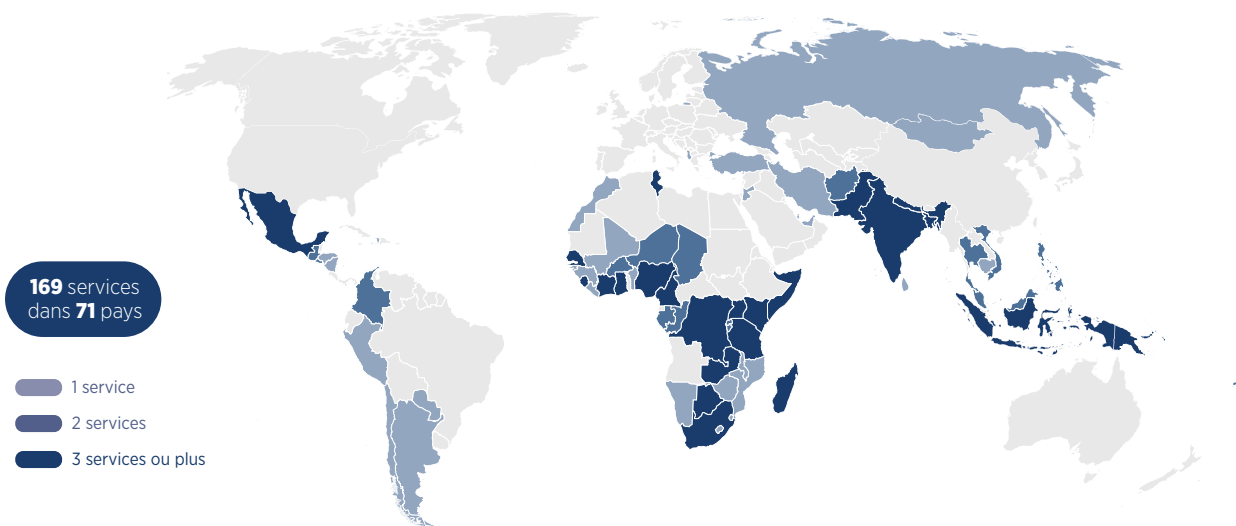 169 services
dans 71 pays
1 service
2 services
3 services ou plus